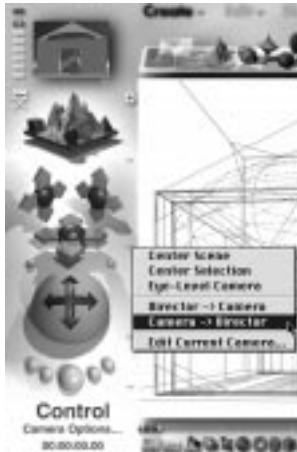 Create
Edit
Center Scene
Center Selection
Eye-Level Camera
Director -> Camera
Camera -> Director
Edit Current Camera...
Control
Camera Options...
00:00:00.00